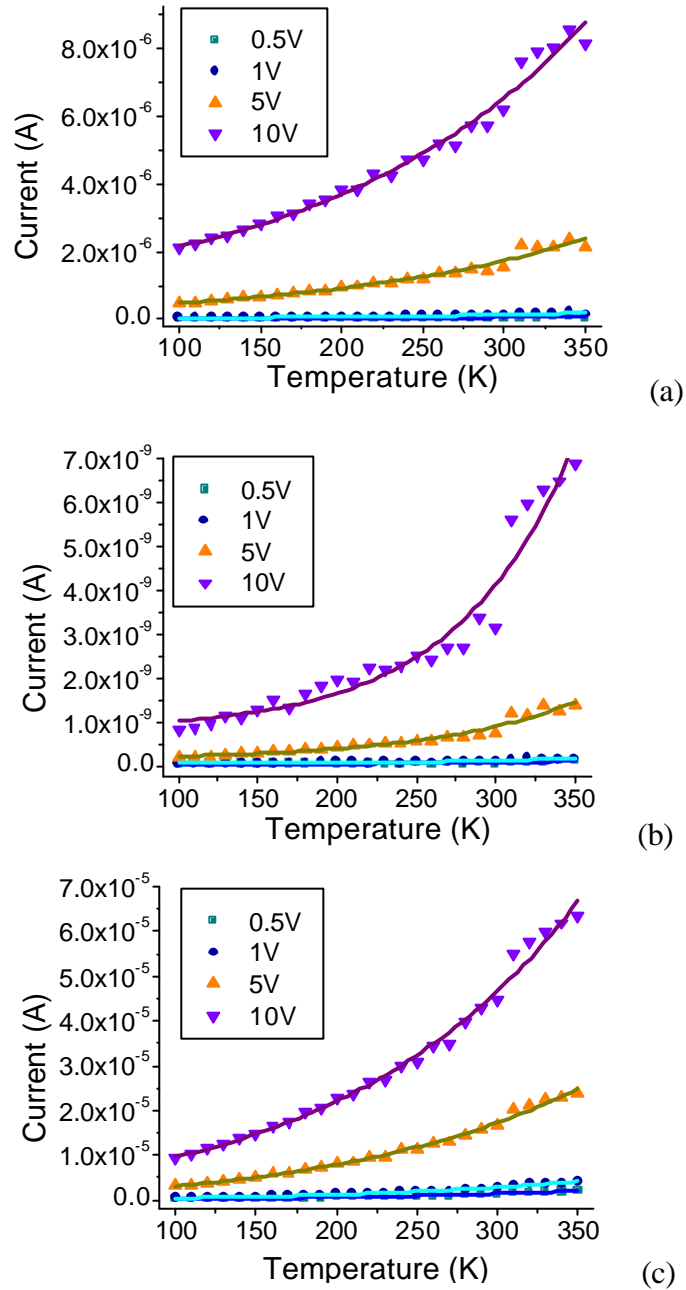 0.5V
1V
5V
10V
8.0x10-6
6.0x10-6
4.0x10-6
2.0x10-6
0.0
Current (A)
100 150 200 250 300 350
Temperature (K)
(a)
7.0x10-9
6.0x10-9
5.0x10-9
4.0x10-9
3.0x10-9
2.0x10-9
1.0x10-9
0.0
Current (A)
0.5V
1V
5V
10V
100 150 200 250 300 350
Temperature (K)
(b)
7.0x10-5
6.0x10-5
5.0x10-5
4.0x10-5
3.0x10-5
2.0x10-5
1.0x10-5
0.0
Current (A)
0.5V
1V
5V
10V
100 150 200 250 300 350
Temperature (K)
(c)